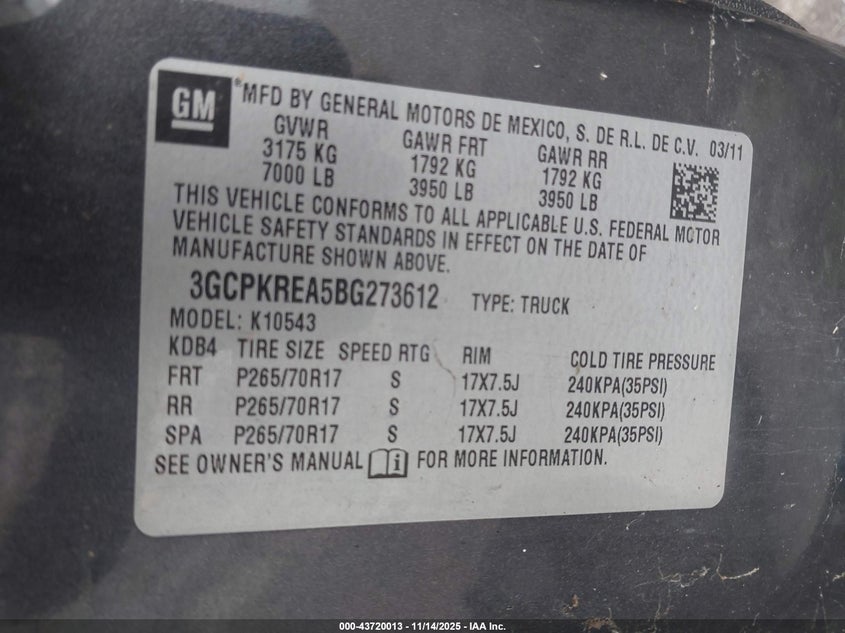 GM
® MFD BY GENERAL MOTORS DE MEXICO, S. DE R.L. DE C.V. 03/11
GVWR GAWR FRT GAWR RR
3175 KG 1792 KG 1792 KG
7000 LB 3950 LB 3950 LB
THIS VEHICLE CONFORMS TO ALL APPLICABLE U.S. FEDERAL MOTOR
VEHICLE SAFETY STANDARDS IN EFFECT ON THE DATE OF
MANUFACTURE SHOWN ABOVE.
3GCPKREA5BG273612 TYPE: TRUCK
MODEL: K10543
KDB4 TIRE SIZE SPEED RTG RIM COLD TIRE PRESSURE
FRT P265/70R17 S 17X7.5J 240KPA(35PSI)
RR P265/70R17 S 17X7.5J 240KPA(35PSI)
SPA P265/70R17 S 17X7.5J 240KPA(35PSI)
SEE OWNER'S MANUAL i FOR MORE INFORMATION.
000-43720013 - 11/14/2025 - IAA Inc.